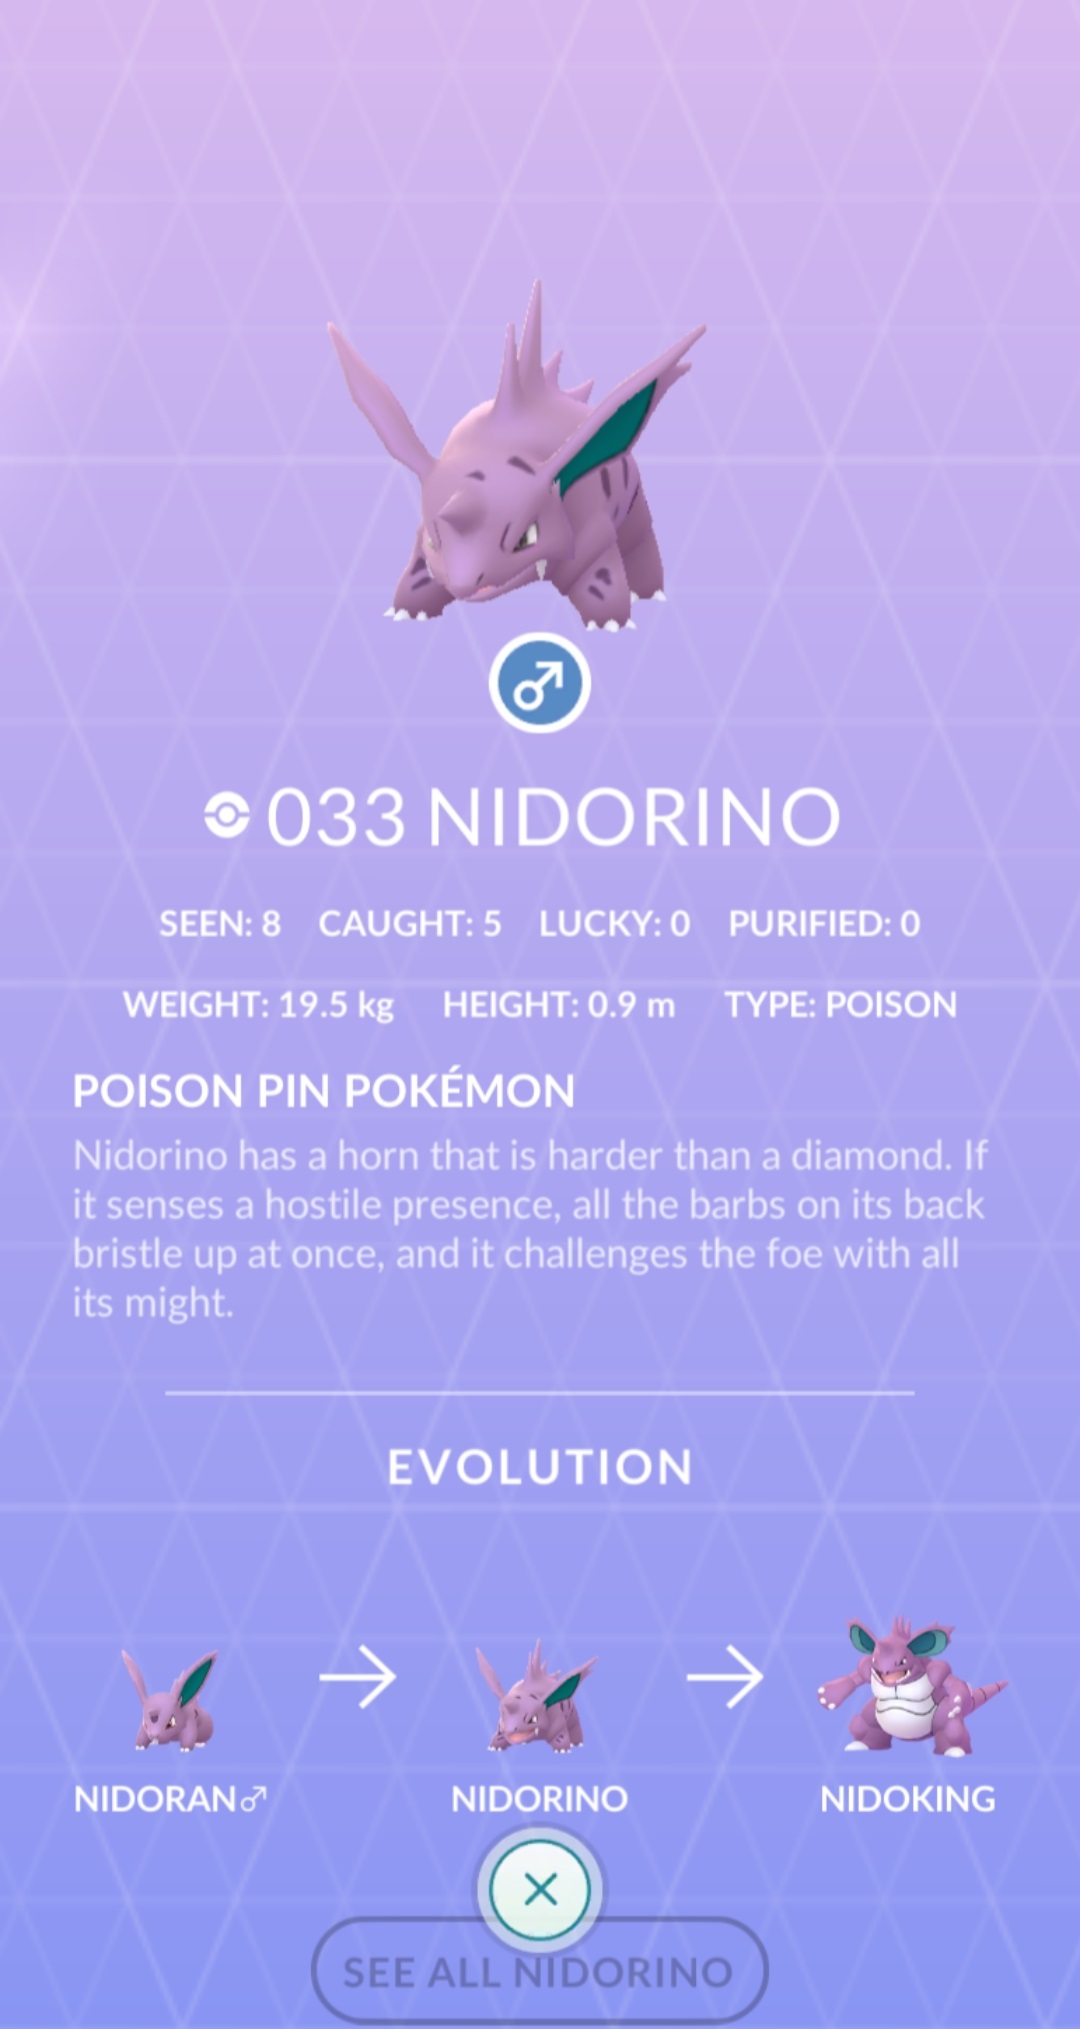 033 NIDORINO
SEEN: 8 CAUGHT: 5 LUCKY: 0 PURIFIED: 0
WEIGHT: 19.5 kg HEIGHT: 0.9 m TYPE: POISON
POISON PIN POKÉMON
Nidorino has a horn that is harder than a diamond. If
it senses a hostile presence, all the barbs on its back
bristle up at once, and it challenges the foe with all
its might.
EVOLUTION
NIDORAN♂ NIDORINO NIDOKING
SEE ALL NIDORINO